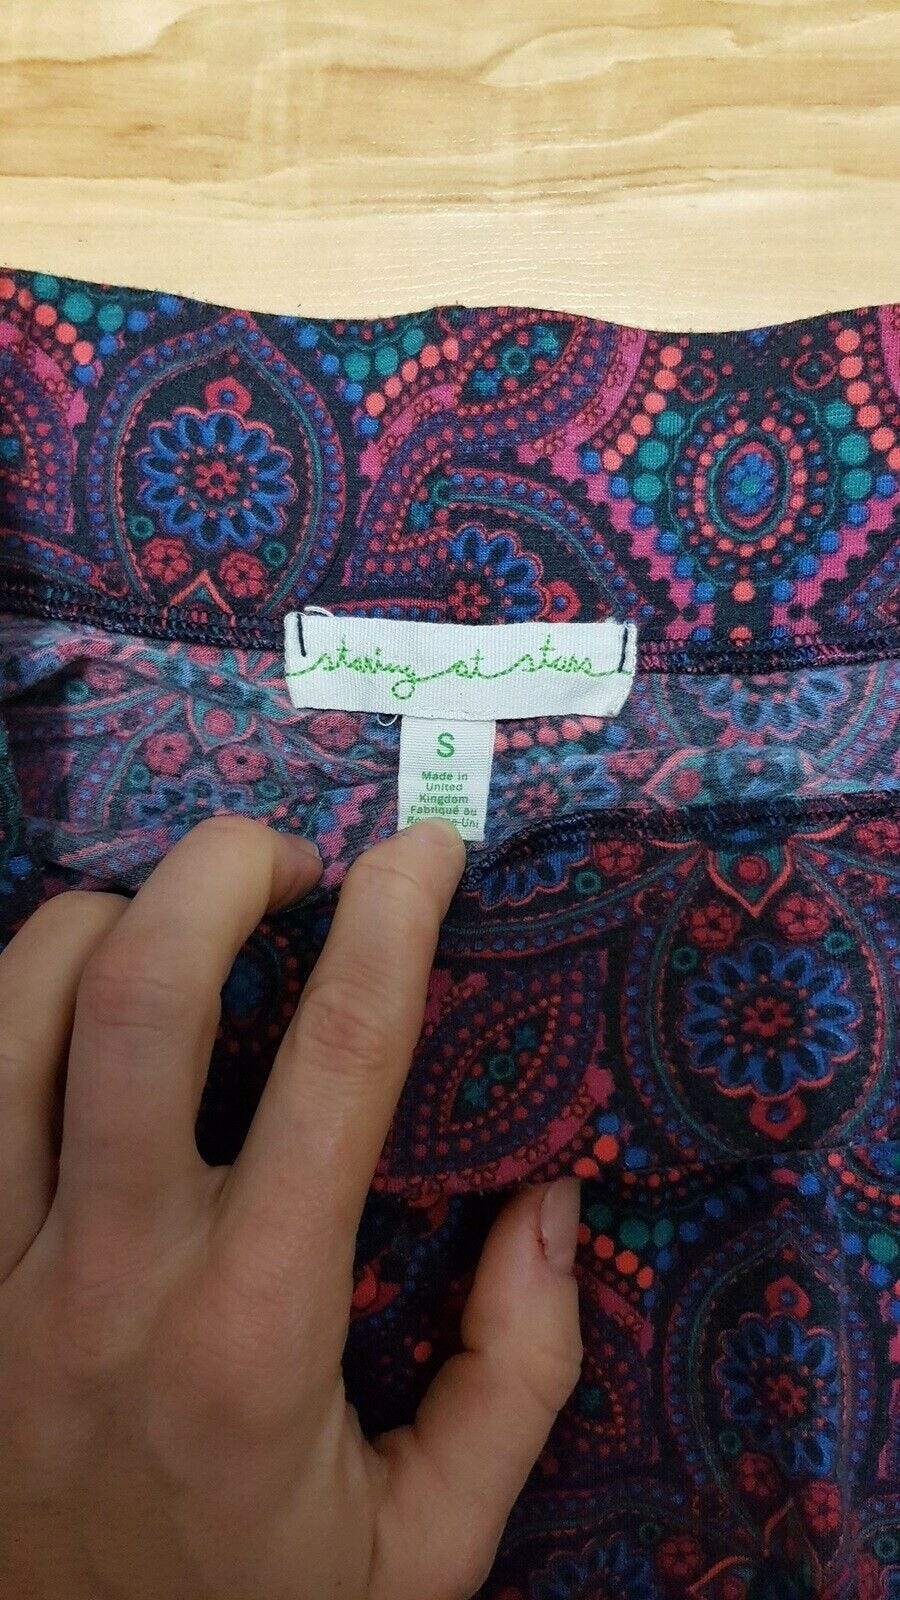 staring at stars
S
Made in
United
Kingdom
Fabriqué au